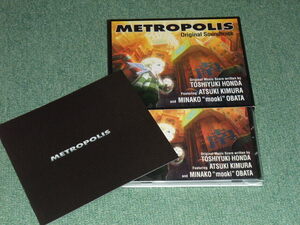 METROPOLIS
Original Soundtrack
Original Music Score written by
TOSHIYUKI HONDA
Featuring ATSUKI KIMURA
and MINAKO "mooki" OBATA
METROPOLIS
Original Music Score written by
TOSHIYUKI HONDA
Featuring ATSUKI KIMURA
and MINAKO "mooki" OBATA